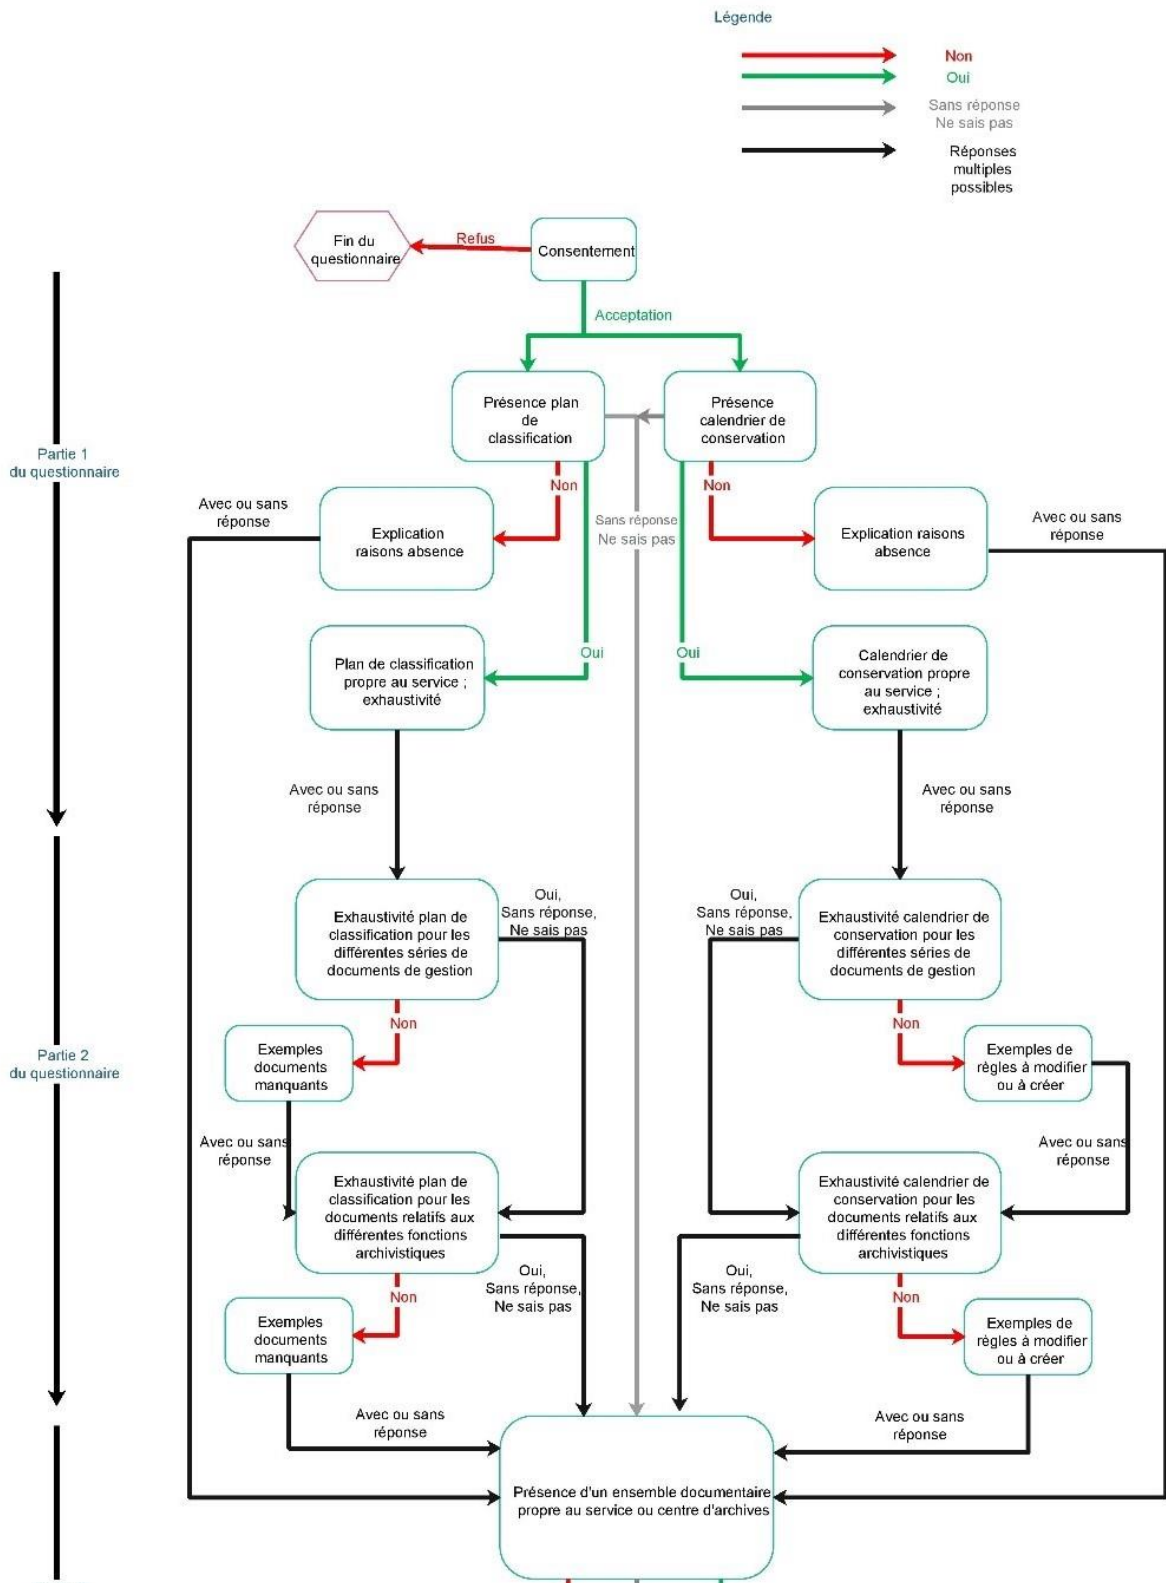 Légende
Non
Oui
Sans réponse
Ne sais pas
Réponses
multiples
possibles
Fin du
questionnaire
Refus
Consentement
Acceptation
Présence plan
de
classification
Présence
calendrier de
conservation
Partie 1
du questionnaire
Non
Non
Avec ou sans
réponse
Explication
raisons absence
Sans réponse
Ne sais pas
Explication raisons
absence
Avec ou sans
réponse
Plan de classification
propre au service ;
exhaustivité
Oui
Oui
Calendrier de
conservation propre
au service ;
exhaustivité
Avec ou sans
réponse
Avec ou sans
réponse
Exhaustivité plan de
classification pour les
différentes séries de
documents de gestion
Oui,
Sans réponse,
Ne sais pas
Oui,
Sans réponse,
Ne sais pas
Exhaustivité calendrier de
conservation pour les
différentes séries de
documents de gestion
Non
Non
Partie 2
du questionnaire
Exemples
documents
manquants
Exemples de
règles à modifier
ou à créer
Avec ou sans
réponse
Avec ou sans
réponse
Exhaustivité plan de
classification pour les
documents relatifs aux
différentes fonctions
archivistiques
Exhaustivité calendrier de
conservation pour les
documents relatifs aux
différentes fonctions
archivistiques
Oui,
Sans réponse,
Ne sais pas
Oui,
Sans réponse,
Ne sais pas
Non
Non
Exemples
documents
manquants
Exemples de
règles à modifier
ou à créer
Avec ou sans
réponse
Avec ou sans
réponse
Présence d'un ensemble documentaire
propre au service ou centre d'archives